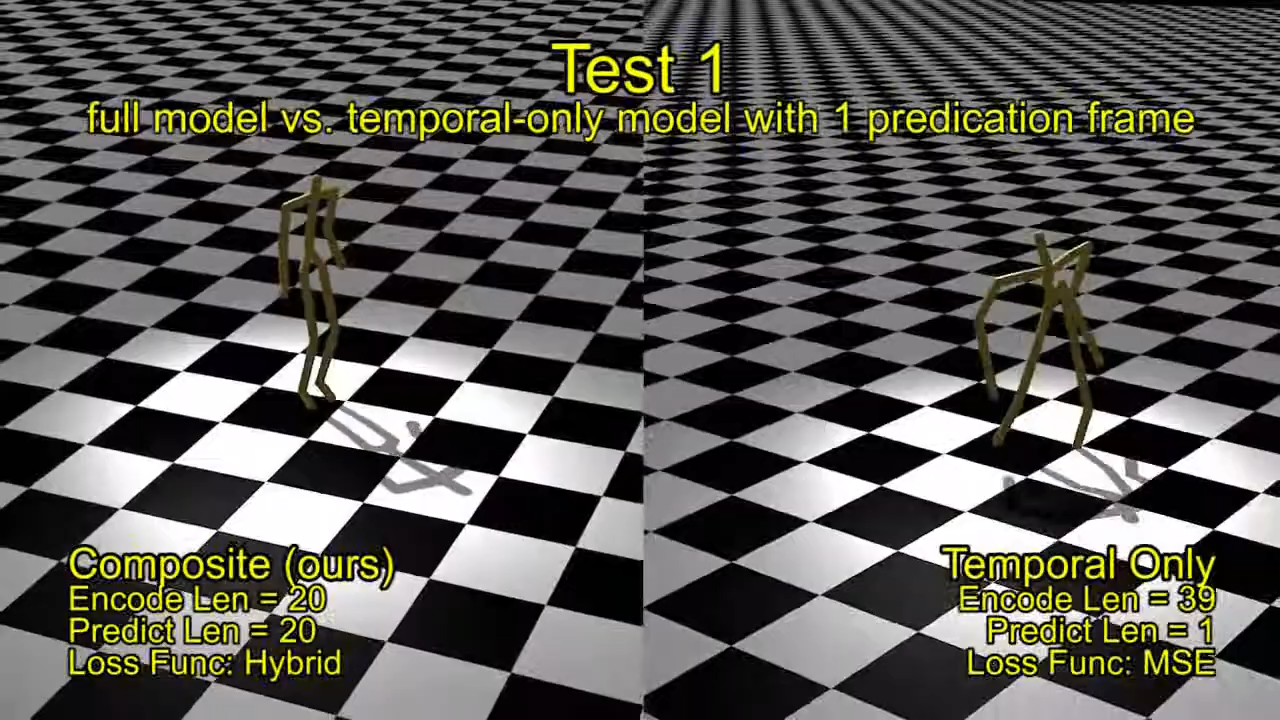 Test 1
full model vs. temporal-only model with 1 predication frame
Composite (ours)
Encode Len = 20
Predict Len = 20
Loss Func: Hybrid
Temporal Only
Encode Len = 39
Predict Len = 1
Loss Func: MSE